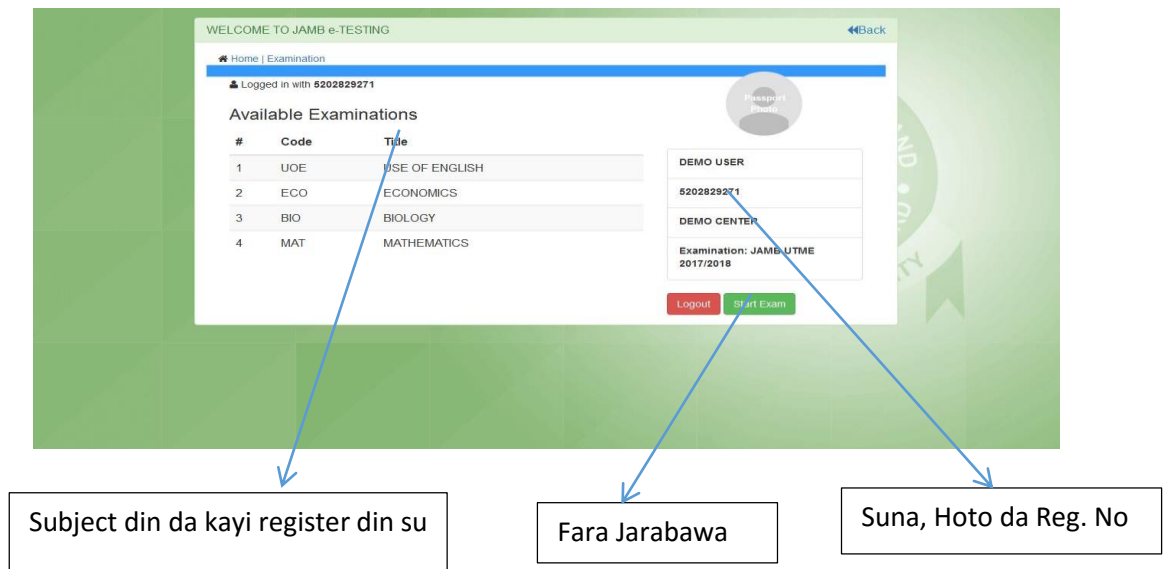 WELCOME TO JAMB e-TESTING
Back
Home | Examination
Logged in with 5202829271
Available Examinations
# Code Title
1 UOE USE OF ENGLISH
2 ECO ECONOMICS
3 BIO BIOLOGY
4 MAT MATHEMATICS
Passport
Photo
DEMO USER
5202829271
DEMO CENTER
Examination: JAMB UTME
2017/2018
Logout Start Exam
Subject din da kayi register din su
Fara Jarabawa
Suna, Hoto da Reg. No